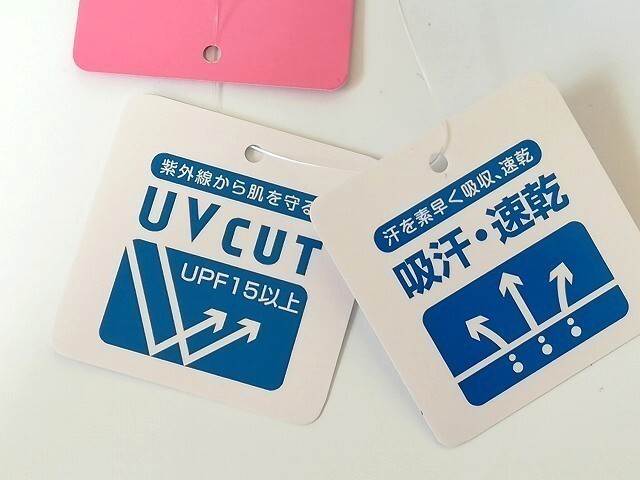 紫外線から肌を守る
UVCUT
UPF15以上
汗を素早く吸収、速乾
吸汗・速乾